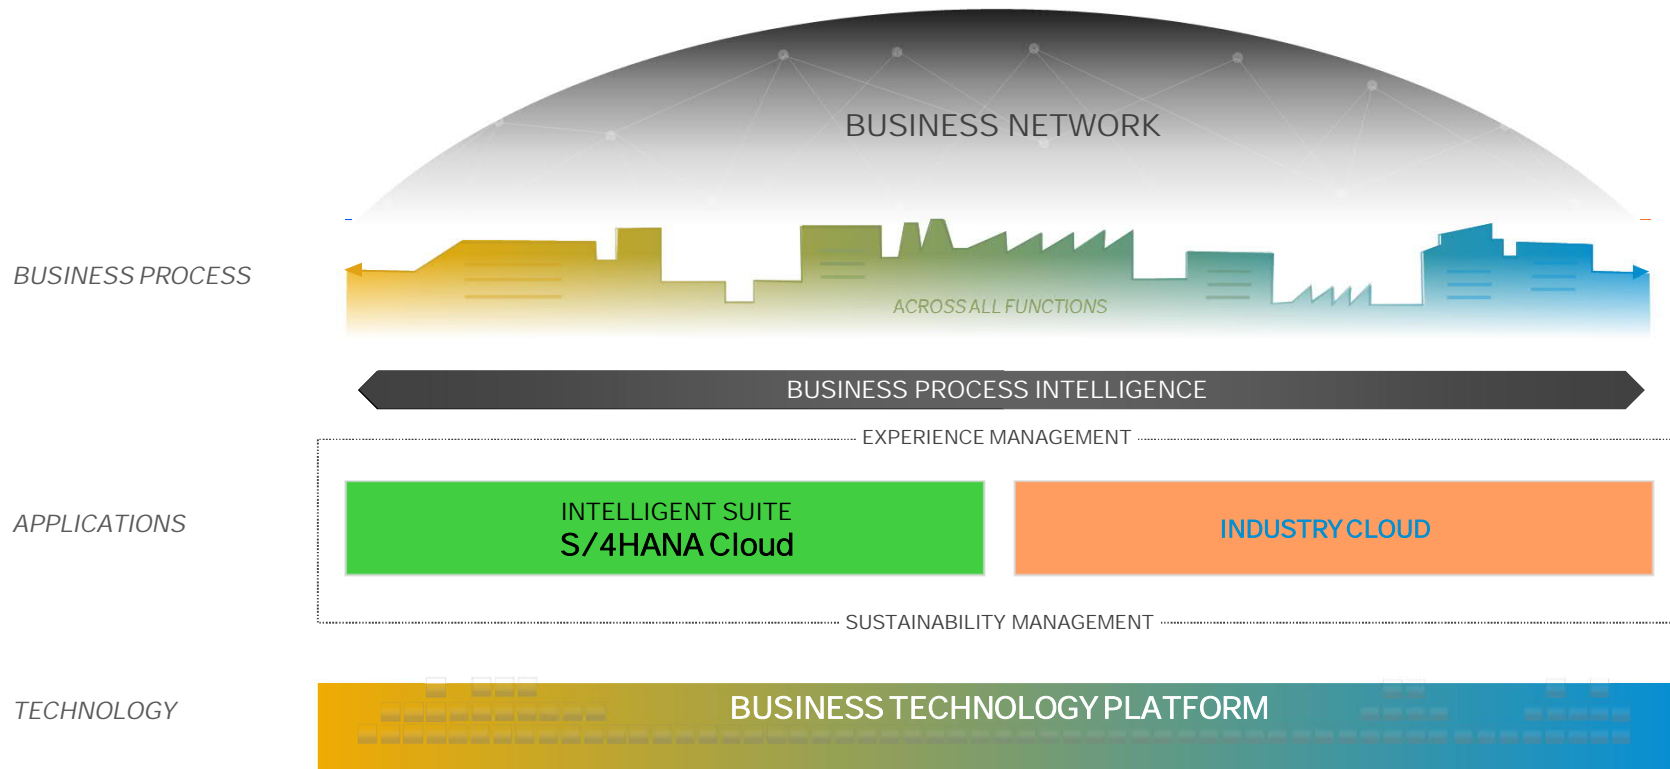 BUSINESS NETWORK
BUSINESS PROCESS
ACROSS ALL FUNCTIONS
BUSINESS PROCESS INTELLIGENCE
EXPERIENCE MANAGEMENT
APPLICATIONS
INTELLIGENT SUITE
S/4HANA Cloud
INDUSTRY CLOUD
SUSTAINABILITY MANAGEMENT
TECHNOLOGY
BUSINESS TECHNOLOGY PLATFORM